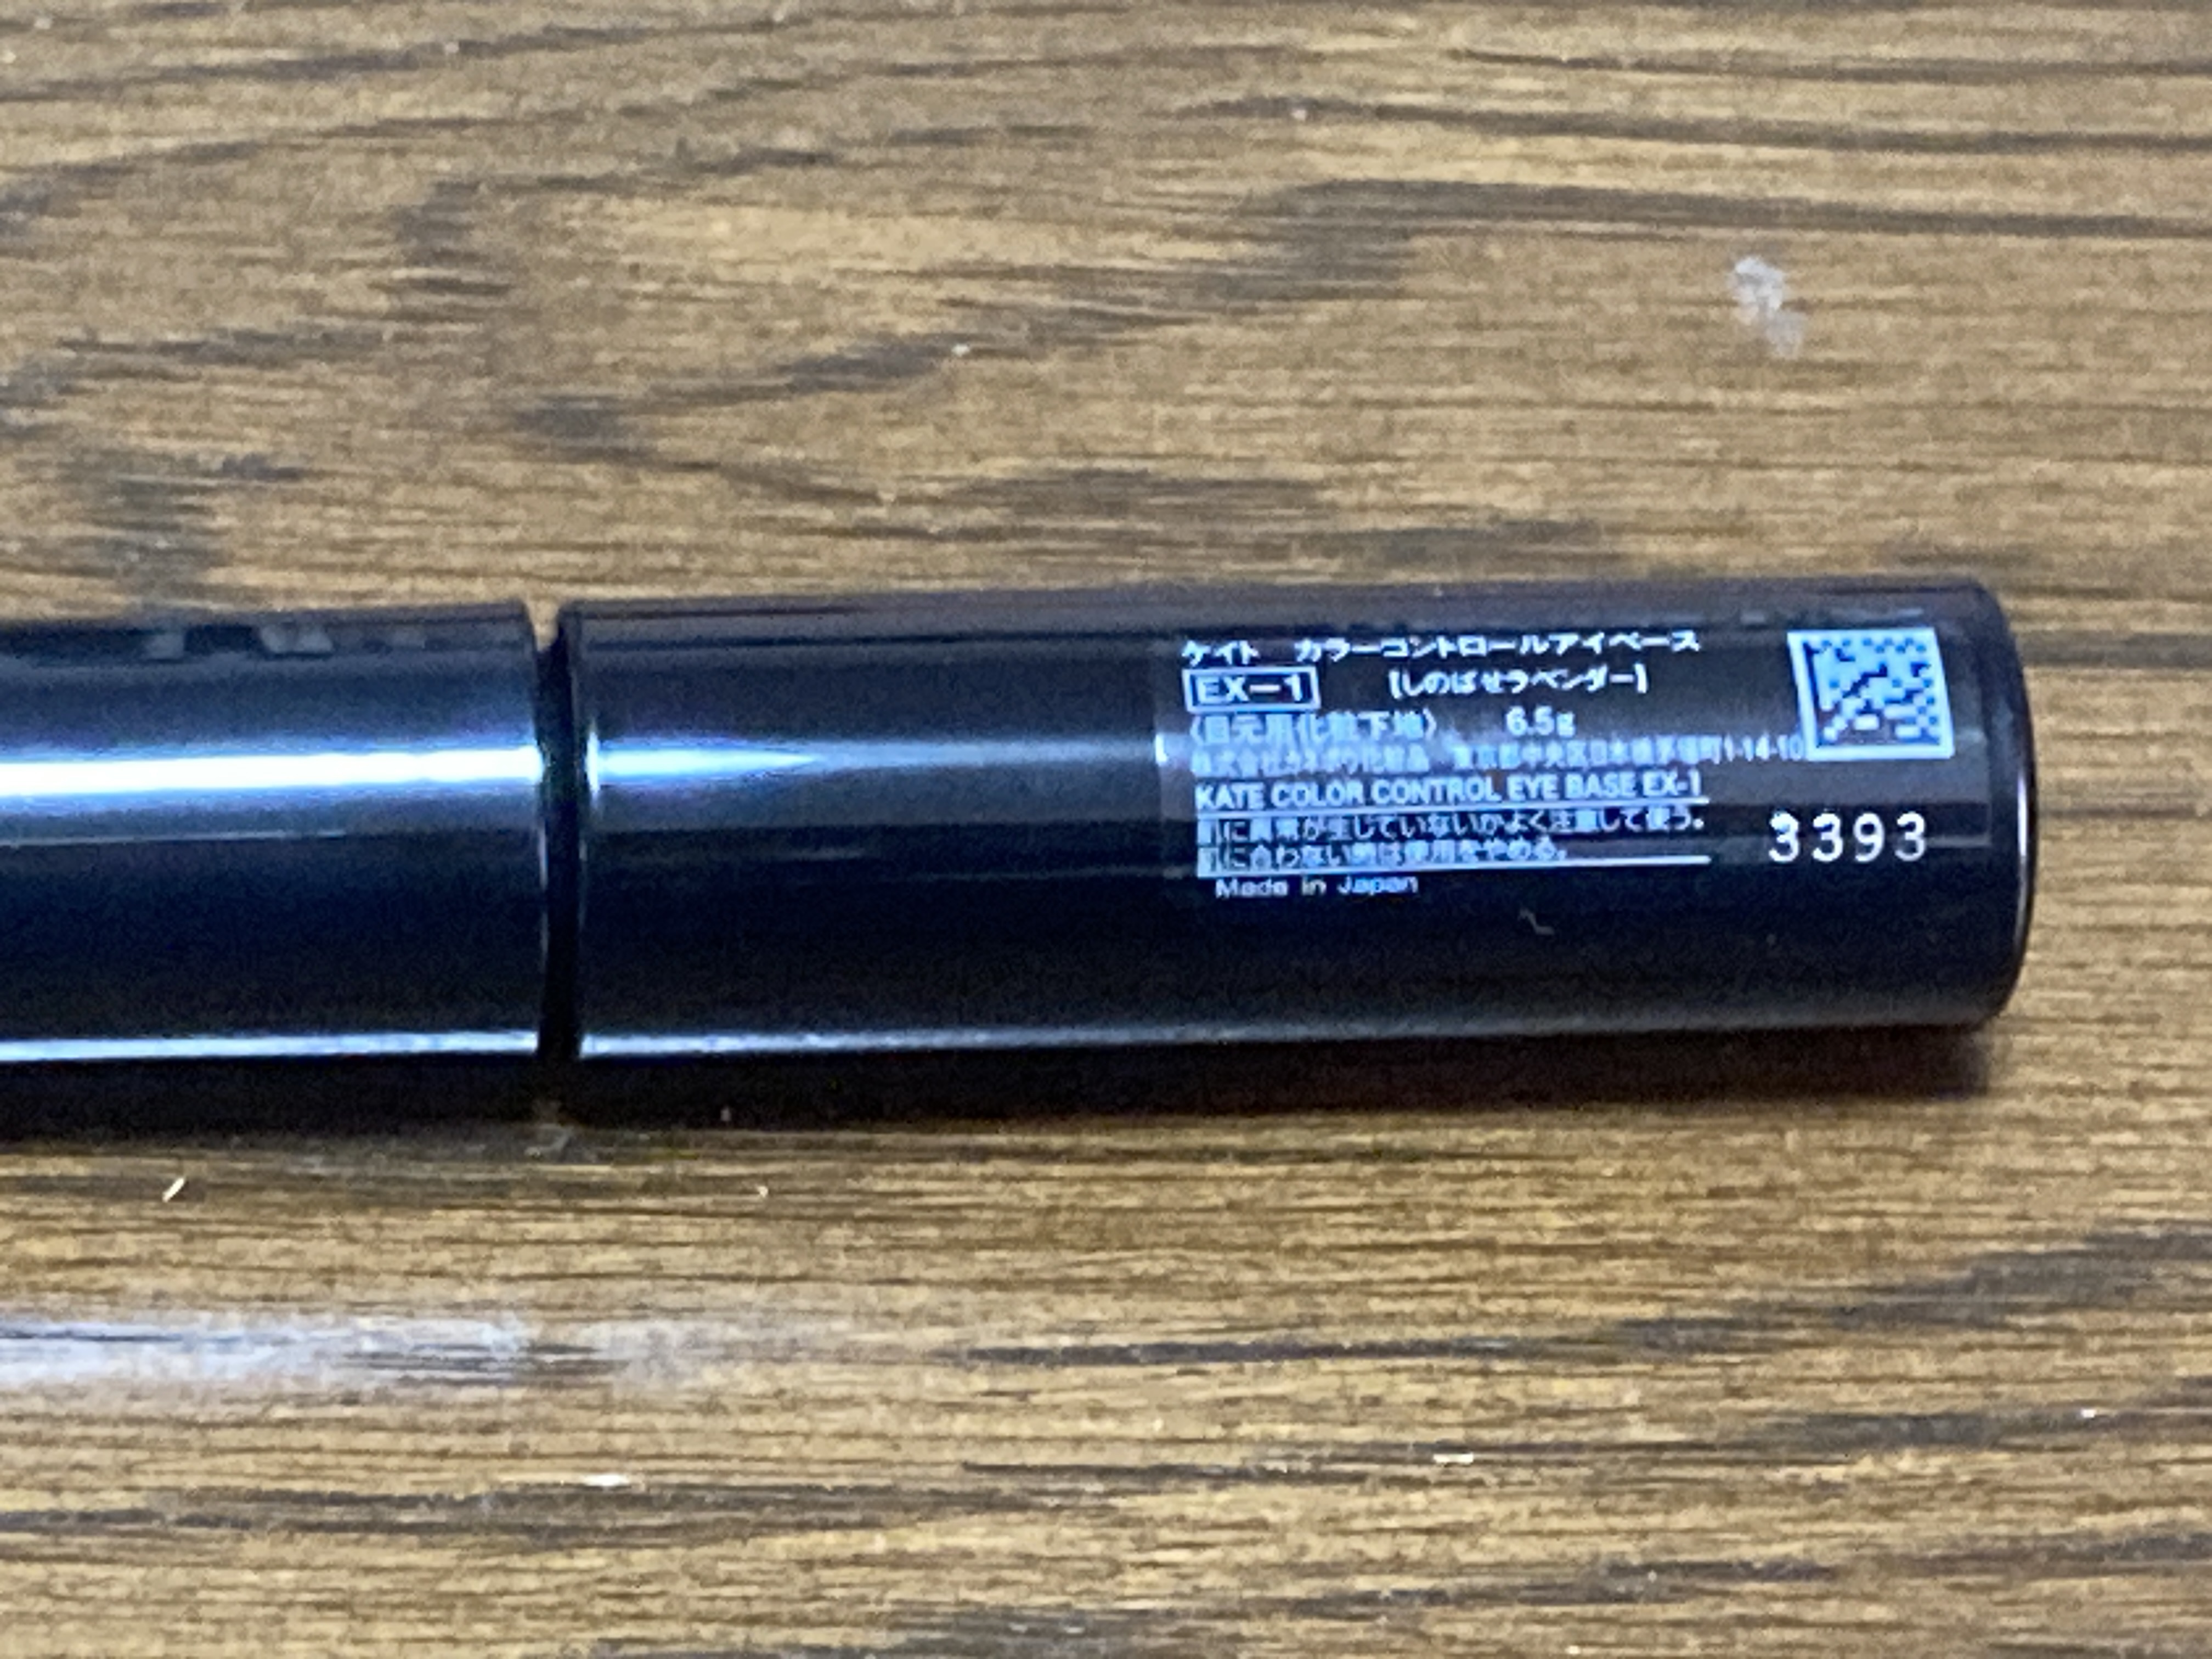 ケイト カラーコントロールアイベース
EX-1 【しのばせラベンダー】
〈目元用化粧下地〉 6.5g
株式会社カネボウ化粧品 東京都中央区日本橋茅場町1-14-10
KATE COLOR CONTROL EYE BASE EX-1
肌に異常が生じていないかよく注意して使う。
肌に合わない時は使用をやめる。
Made in Japan
3393